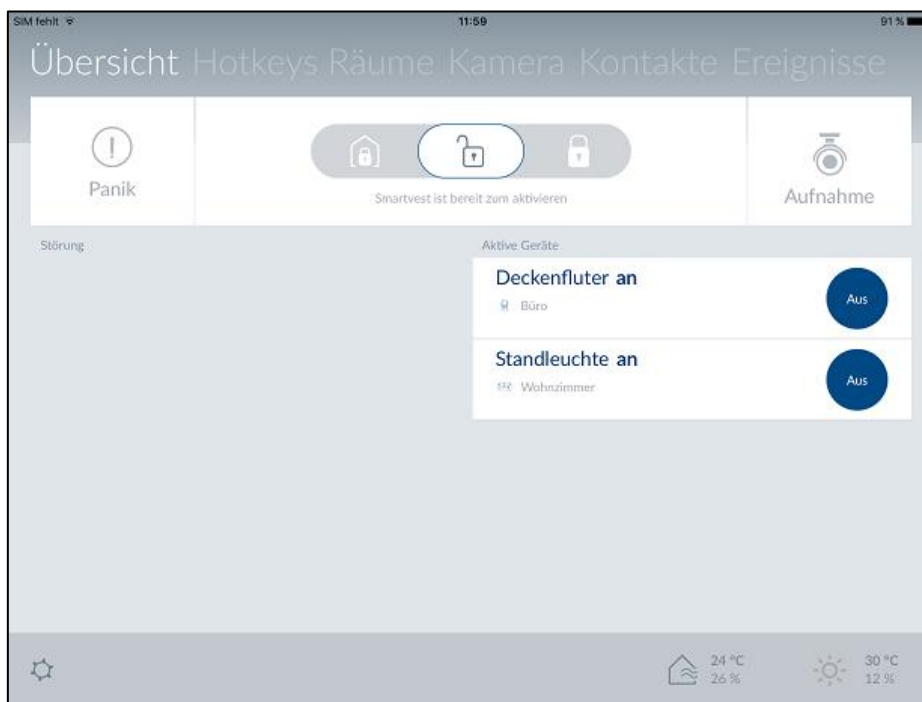 SIM fehlt 11:59 91 %
Übersicht Hotkeys Räume Kamera Kontakte Ereignisse
Panik
Smartvest ist bereit zum aktivieren
Aufnahme
Störung
Aktive Geräte
Deckenfluter an
Büro
Aus
Standleuchte an
Wohnzimmer
Aus
24 °C
26 %
30 °C
12 %